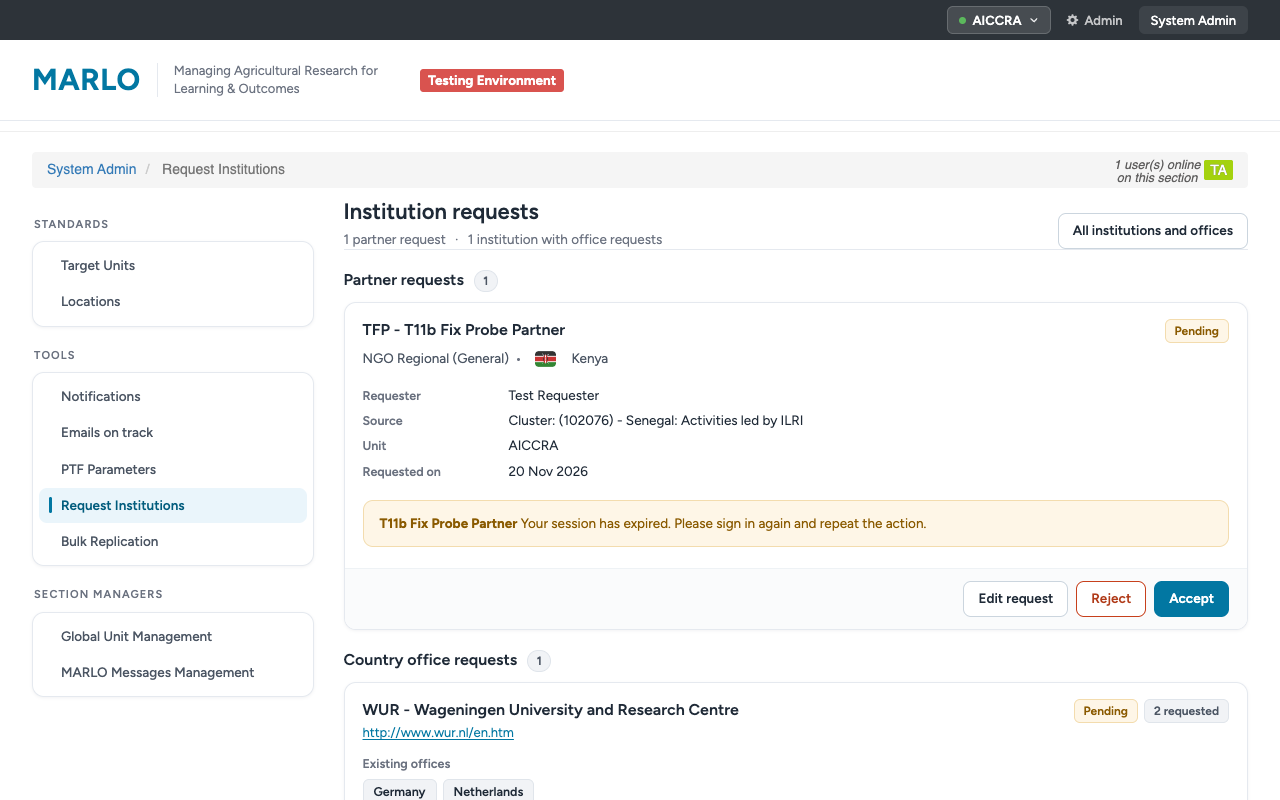 AICCRA
Admin
System Admin
MARLO
Managing Agricultural Research for
Learning & Outcomes
Testing Environment
System Admin / Request Institutions
1 user(s) online
on this section
TA
STANDARDS
Target Units
Locations
TOOLS
Notifications
Emails on track
PTF Parameters
Request Institutions
Bulk Replication
SECTION MANAGERS
Global Unit Management
MARLO Messages Management
Institution requests
1 partner request · 1 institution with office requests
All institutions and offices
Partner requests 1
TFP - T11b Fix Probe Partner
Pending
NGO Regional (General) • Kenya
Requester Test Requester
Source Cluster: (102076) - Senegal: Activities led by ILRI
Unit AICCRA
Requested on 20 Nov 2026
T11b Fix Probe Partner Your session has expired. Please sign in again and repeat the action.
Edit request
Reject
Accept
Country office requests 1
WUR - Wageningen University and Research Centre
Pending
2 requested
http://www.wur.nl/en.htm
Existing offices
Germany
Netherlands